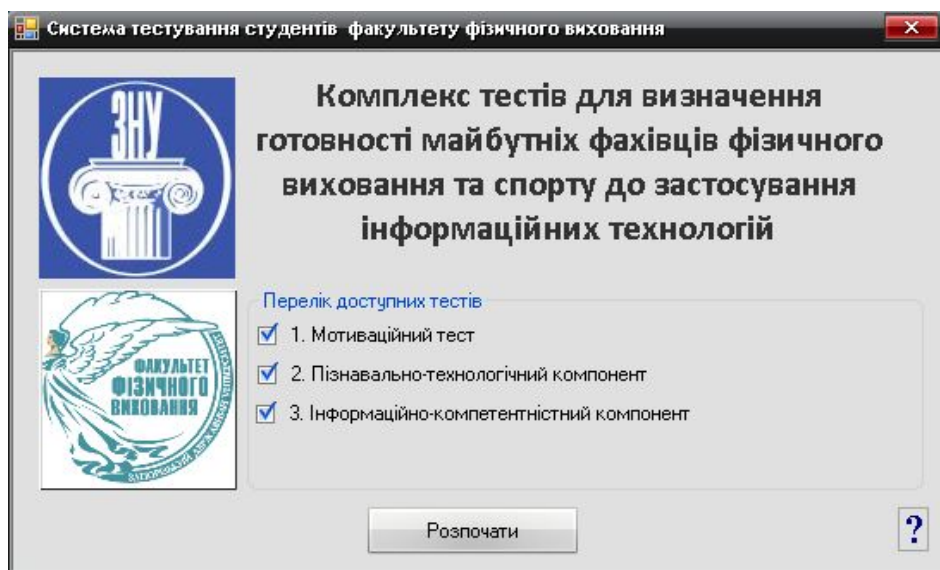 Система тестування студентів факультету фізичного виховання
ЗНУ
Комплекс тестів для визначення
готовності майбутніх фахівців фізичного
виховання та спорту до застосування
інформаційних технологій
ФАКУЛЬТЕТ
ФІЗИЧНОГО
ВИХОВАННЯ
Перелік доступних тестів
1. Мотиваційний тест
2. Пізнавально-технологічний компонент
3. Інформаційно-компетентністний компонент
Розпочати
?